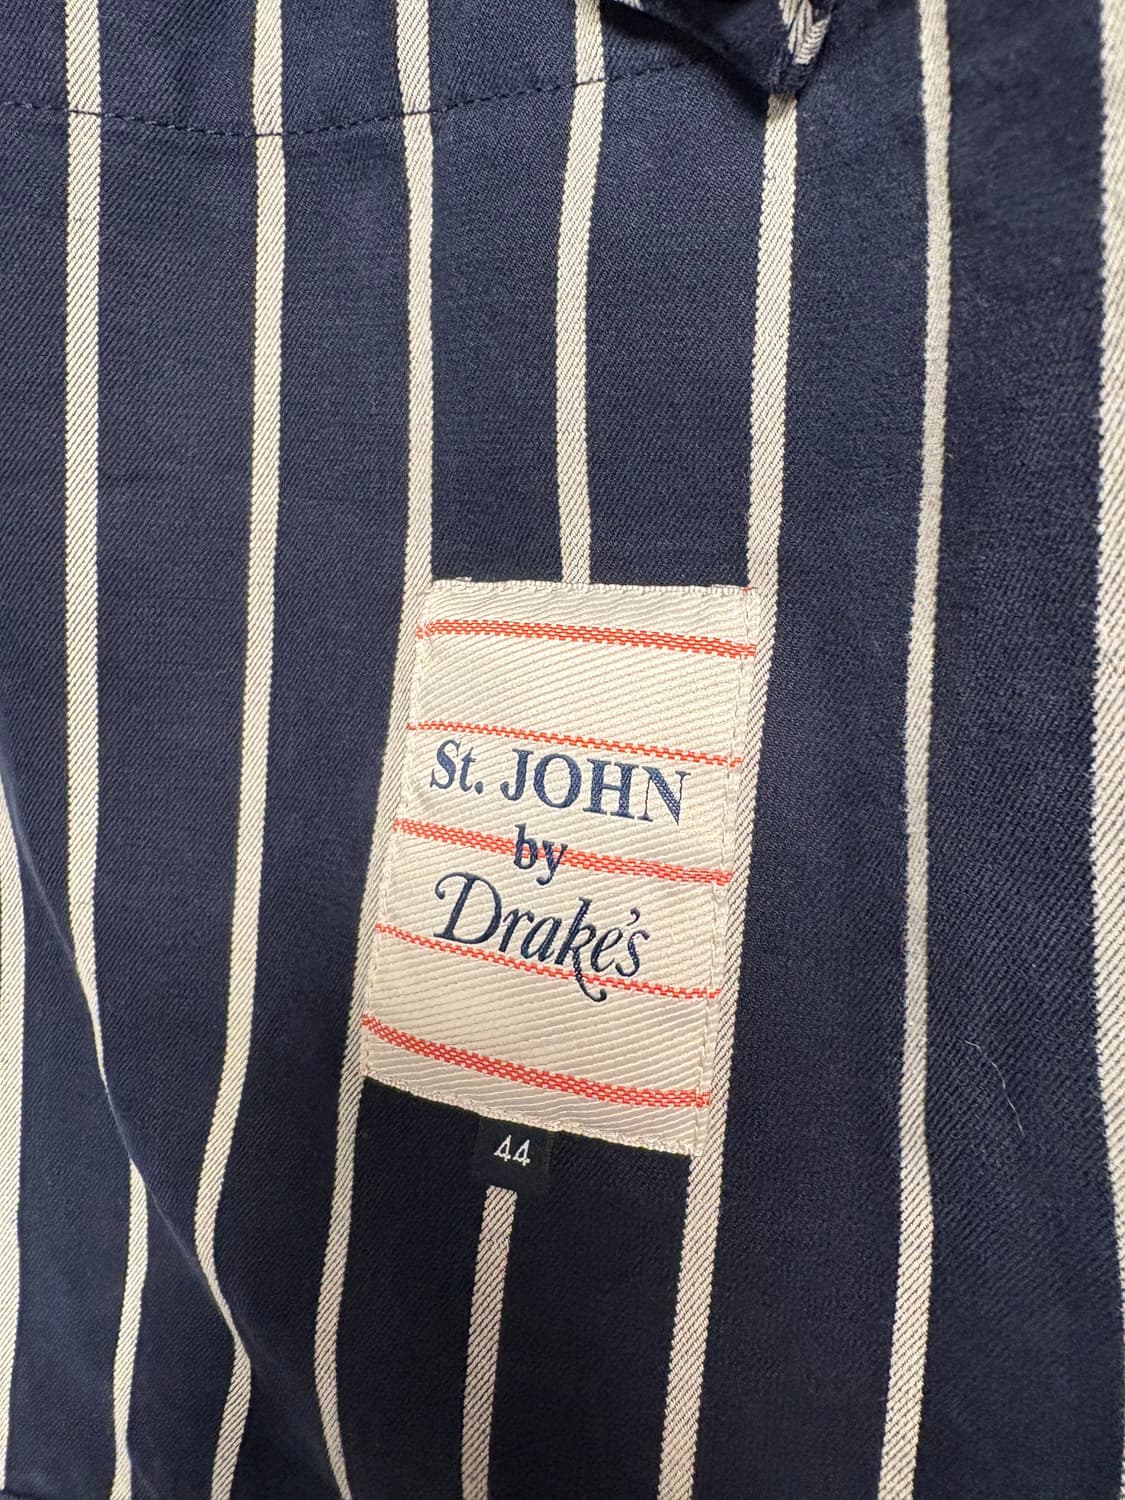 St. JOHN
by
Drake's
44